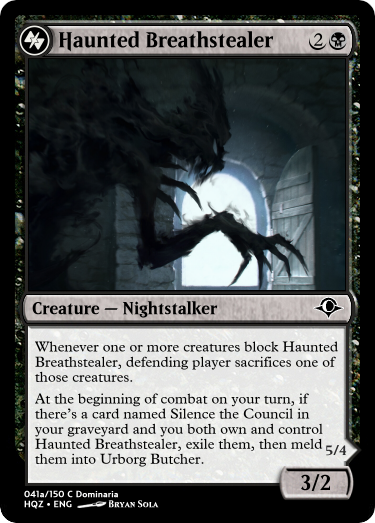 Haunted Breathstealer 2
Creature — Nightstalker
Whenever one or more creatures block Haunted
Breathstealer, defending player sacrifices one of
those creatures.
At the beginning of combat on your turn, if
there's a card named Silence the Council in
your graveyard and you both own and control
Haunted Breathstealer, exile them, then meld
them into Urborg Butcher.
5/4
3/2
041a/150 C Dominaria
HQZ • ENG Bryan Sola